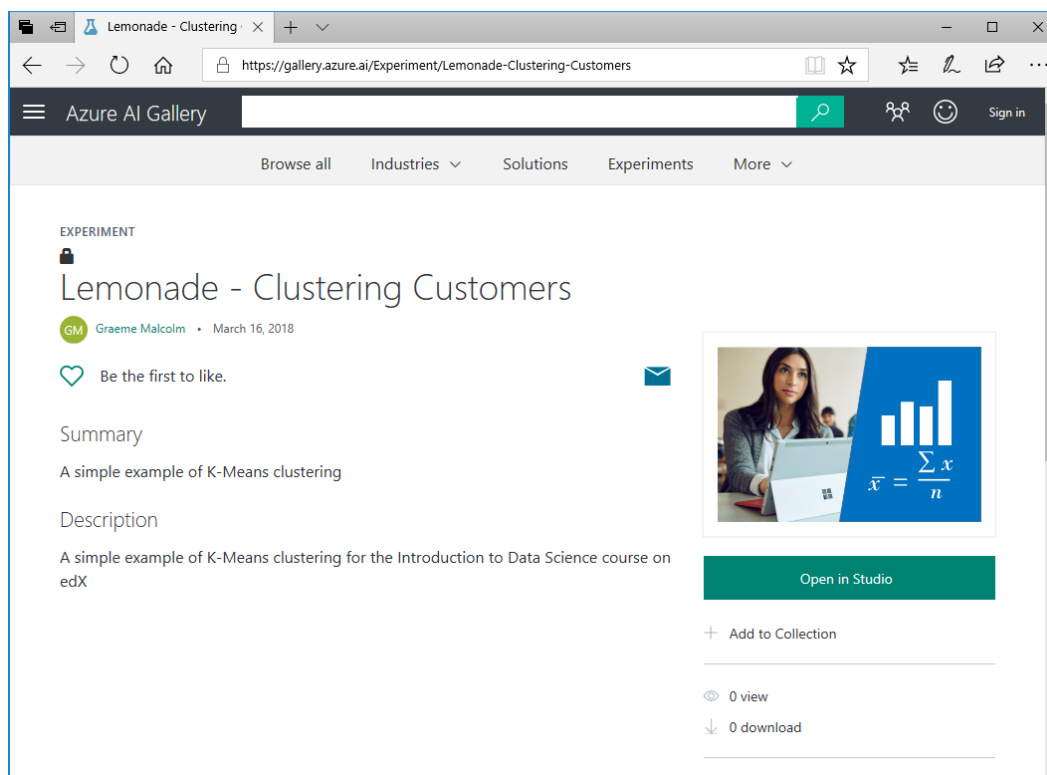 Lemonade - Clustering
https://gallery.azure.ai/Experiment/Lemonade-Clustering-Customers
Azure AI Gallery
Sign in
Browse all Industries Solutions Experiments More
EXPERIMENT
Lemonade - Clustering Customers
GM Graeme Malcolm • March 16, 2018
Be the first to like.
Summary
A simple example of K-Means clustering
Description
A simple example of K-Means clustering for the Introduction to Data Science course on
edX
x̄ = ∑ x / n
Open in Studio
Add to Collection
0 view
0 download